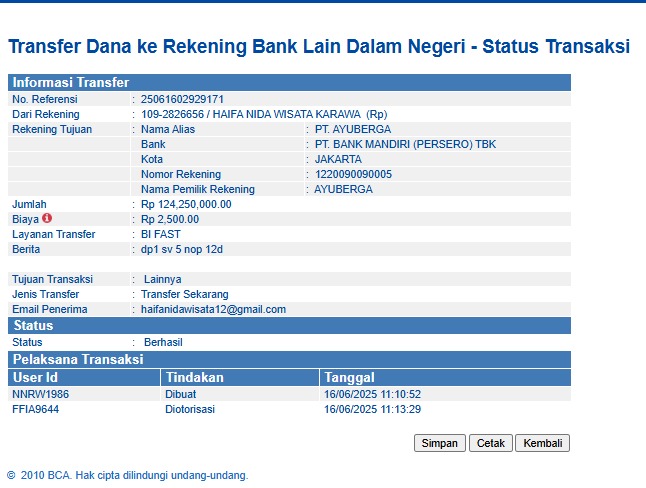 Transfer Dana ke Rekening Bank Lain Dalam Negeri - Status Transaksi
Informasi Transfer
No. Referensi : 25061602929171
Dari Rekening : 109-2826656 / HAIFA NIDA WISATA KARAWA (Rp)
Rekening Tujuan : Nama Alias : PT. AYUBERGA
Bank : PT. BANK MANDIRI (PERSERO) TBK
Kota : JAKARTA
Nomor Rekening : 1220090090005
Nama Pemilik Rekening : AYUBERGA
Jumlah : Rp 124,250,000.00
Biaya : Rp 2,500.00
Layanan Transfer : BI FAST
Berita : dp1 sv 5 nop 12d
Tujuan Transaksi : Lainnya
Jenis Transfer : Transfer Sekarang
Email Penerima : haifanidawisata12@gmail.com
Status
Status : Berhasil
Pelaksana Transaksi
User Id Tindakan Tanggal
NNRW1986 Dibuat 16/06/2025 11:10:52
FFIA9644 Diotorisasi 16/06/2025 11:13:29
Simpan Cetak Kembali
© 2010 BCA. Hak cipta dilindungi undang-undang.